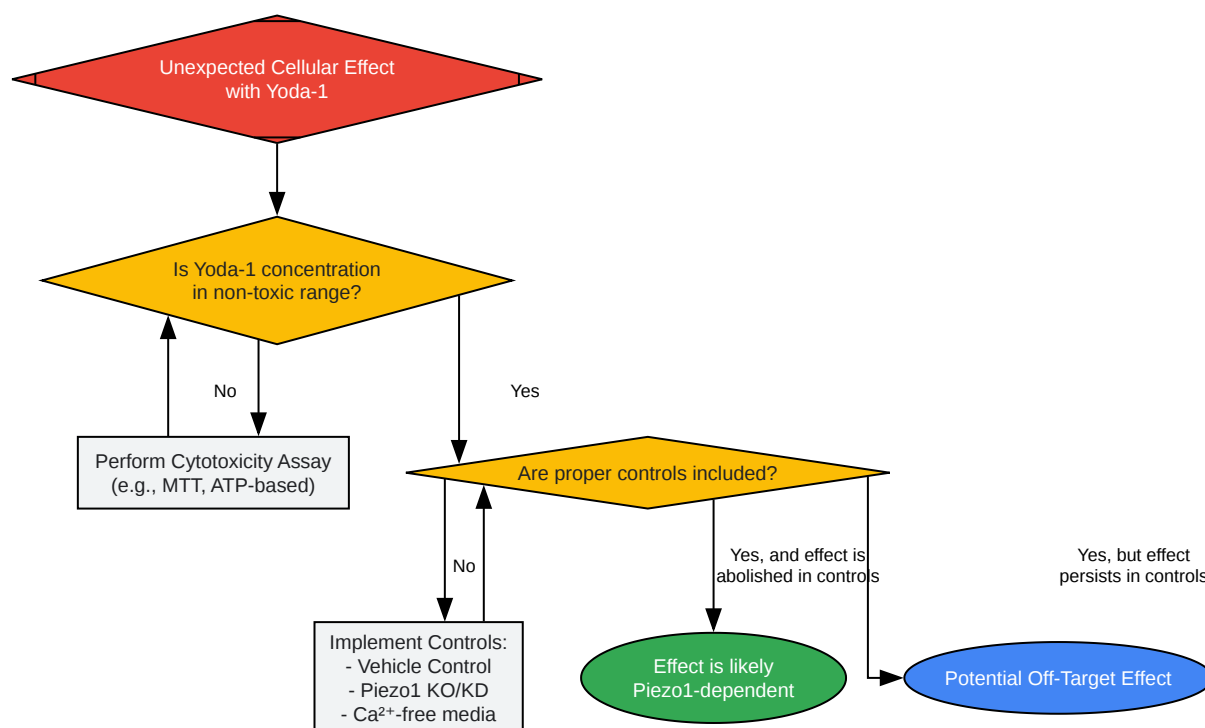 Unexpected Cellular Effect
with Yoda-1
Is Yoda-1 concentration
in non-toxic range?
No
Yes
Perform Cytotoxicity Assay
(e.g., MTT, ATP-based)
Are proper controls included?
No
Yes, and effect is
abolished in controls
Yes, but effect
persists in controls
Implement Controls:
- Vehicle Control
- Piezo1 KO/KD
- Ca²⁺-free media
Effect is likely
Piezo1-dependent
Potential Off-Target Effect